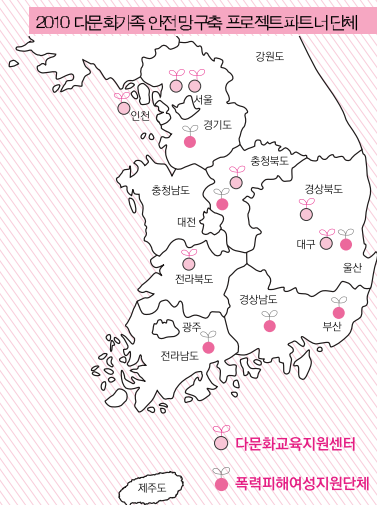 2010 다문화가족 안전망구축 프로젝트파트너단체
강원도
서울
인천
경기도
충청북도
충청남도
경상북도
대전
대구
울산
전라북도
경상남도
광주
부산
전라남도
다문화교육지원센터
폭력피해여성지원단체
제주도